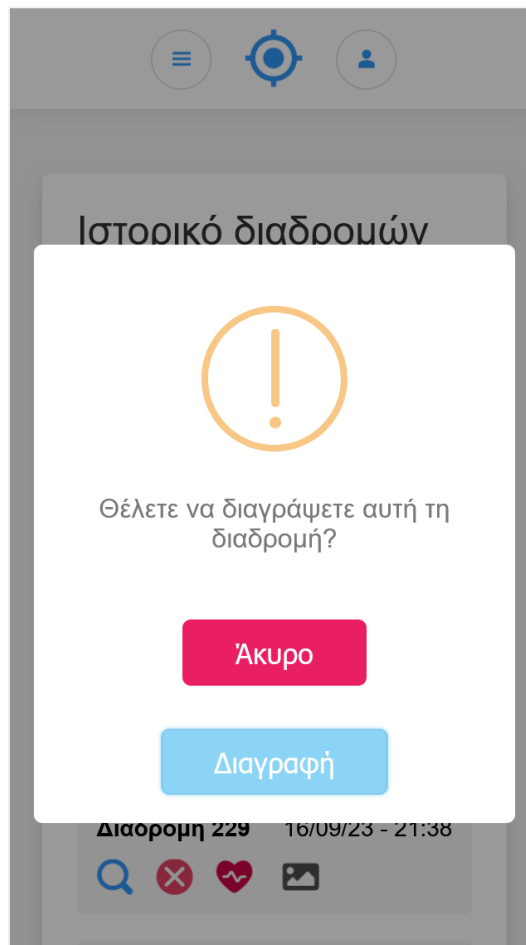 Ιστορικό διαδρομών
Θέλετε να διαγράψετε αυτή τη
διαδρομή?
Άκυρο
Διαγραφή
Διαδρομή 229 16/09/23 - 21:38